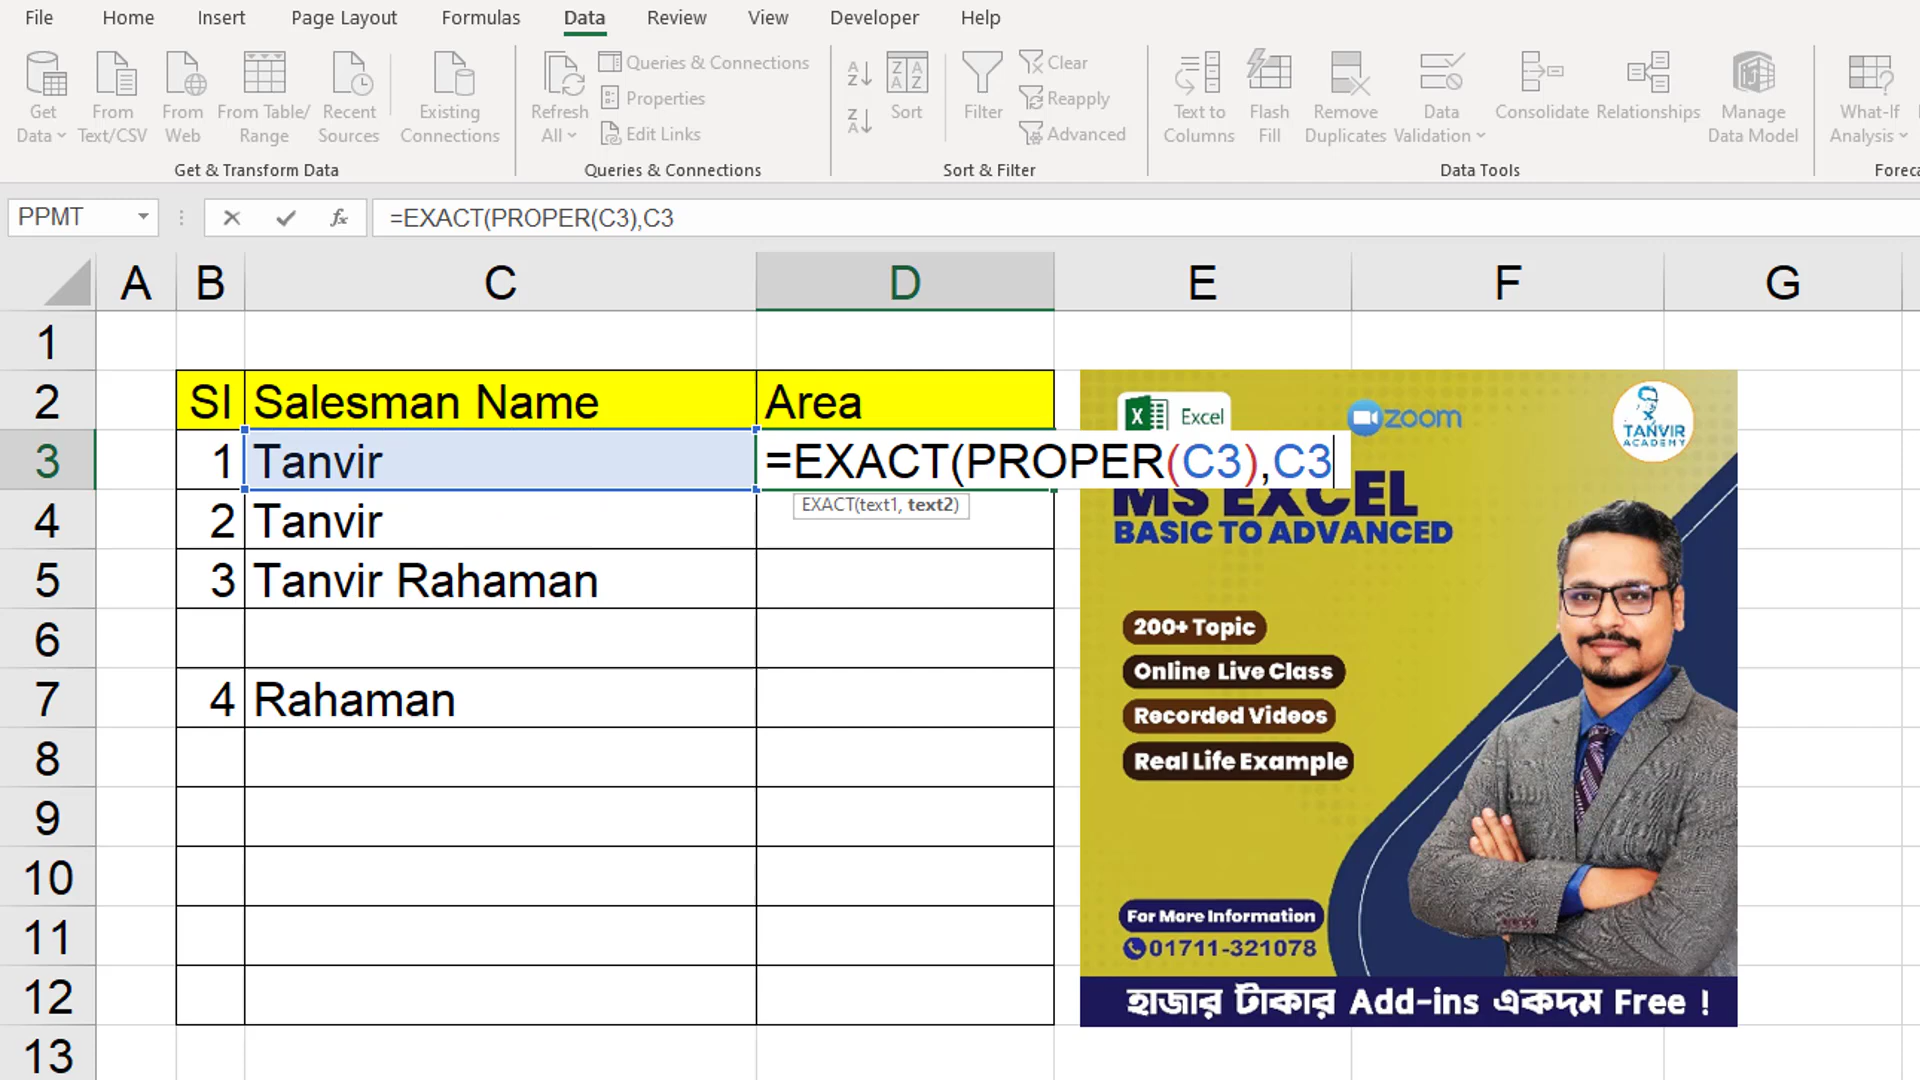 File Home Insert Page Layout Formulas Data Review View Developer Help
Get Data
From Text/CSV
From Web
From Table/ Range
Recent Sources
Existing Connections
Get & Transform Data
Refresh All
Queries & Connections
Properties
Edit Links
Queries & Connections
Sort
Filter
Clear
Reapply
Advanced
Sort & Filter
Text to Columns
Flash Fill
Remove Duplicates
Data Validation
Consolidate
Relationships
Manage Data Model
Data Tools
What-If Analysis
PPMT fx =EXACT(PROPER(C3),C3
A B C D E F G
1
2 SI Salesman Name Area
3 1 Tanvir =EXACT(PROPER(C3),C3
EXACT(text1, text2)
4 2 Tanvir
5 3 Tanvir Rahaman
6
7 4 Rahaman
8
9
10
11
12
13
Excel
zoom
TANVIR
ACADEMY
MS EXCEL
BASIC TO ADVANCED
200+ Topic
Online Live Class
Recorded Videos
Real Life Example
For More Information
01711-321078
হাজার টাকার Add-ins একদম Free !